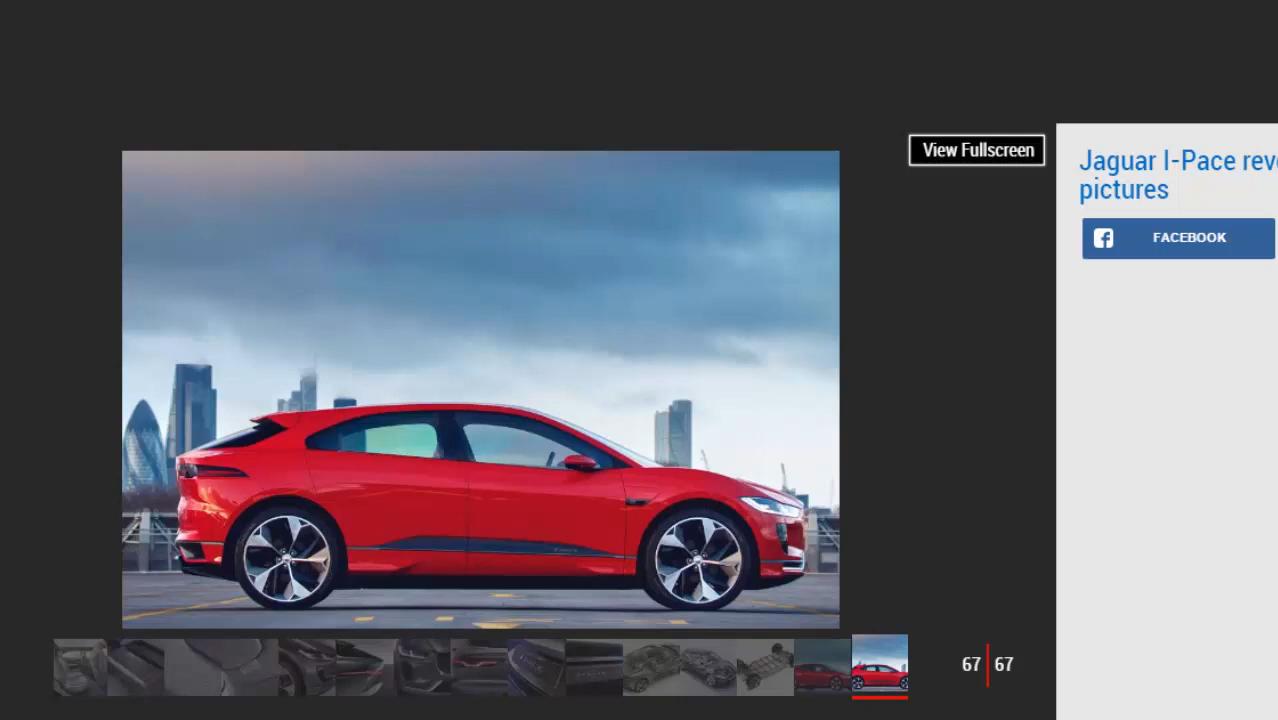 View Fullscreen
Jaguar I-Pace reve
pictures
FACEBOOK
67 67